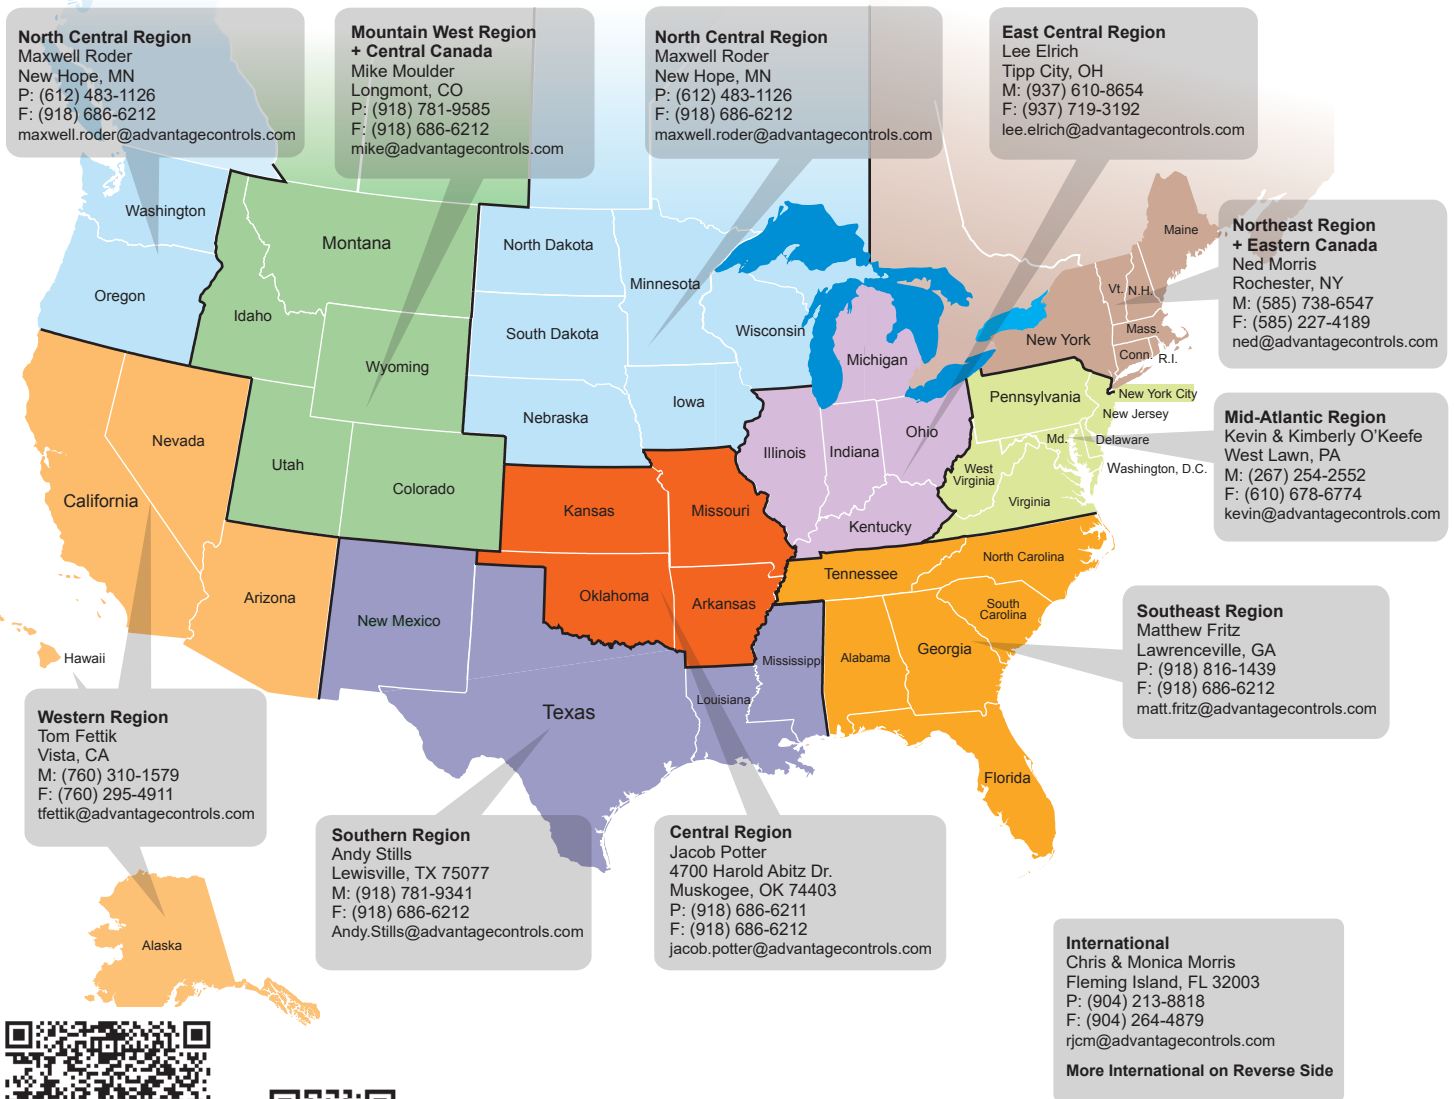 North Central Region
Maxwell Roder
New Hope, MN
P: (612) 483-1126
F: (918) 686-6212
maxwell.roder@advantagecontrols.com
Mountain West Region
+ Central Canada
Mike Moulder
Longmont, CO
P: (918) 781-9585
F: (918) 686-6212
mike@advantagecontrols.com
North Central Region
Maxwell Roder
New Hope, MN
P: (612) 483-1126
F: (918) 686-6212
maxwell.roder@advantagecontrols.com
East Central Region
Lee Elrich
Tipp City, OH
M: (937) 610-8654
F: (937) 719-3192
lee.elrich@advantagecontrols.com
Northeast Region
+ Eastern Canada
Ned Morris
Rochester, NY
M: (585) 738-6547
F: (585) 227-4189
ned@advantagecontrols.com
Mid-Atlantic Region
Kevin & Kimberly O'Keefe
West Lawn, PA
M: (267) 254-2552
F: (610) 678-6774
kevin@advantagecontrols.com
Southeast Region
Matthew Fritz
Lawrenceville, GA
P: (918) 816-1439
F: (918) 686-6212
matt.fritz@advantagecontrols.com
Western Region
Tom Fettik
Vista, CA
M: (760) 310-1579
F: (760) 295-4911
tfettik@advantagecontrols.com
Southern Region
Andy Stills
Lewisville, TX 75077
M: (918) 781-9341
F: (918) 686-6212
Andy.Stills@advantagecontrols.com
Central Region
Jacob Potter
4700 Harold Abitz Dr.
Muskogee, OK 74403
P: (918) 686-6211
F: (918) 686-6212
jacob.potter@advantagecontrols.com
International
Chris & Monica Morris
Fleming Island, FL 32003
P: (904) 213-8818
F: (904) 264-4879
rjcm@advantagecontrols.com
More International on Reverse Side
Washington
Oregon
Montana
Idaho
Wyoming
Utah
Colorado
North Dakota
South Dakota
Nebraska
Minnesota
Iowa
Wisconsin
Michigan
Illinois
Indiana
Ohio
Kentucky
Maine
Vt.
N.H.
Mass.
Conn.
R.I.
New York
Pennsylvania
New York City
New Jersey
Md.
Delaware
Washington, D.C.
West
Virginia
Virginia
California
Nevada
Arizona
Hawaii
Alaska
New Mexico
Texas
Louisiana
Mississippi
Kansas
Missouri
Oklahoma
Arkansas
Tennessee
North Carolina
South
Carolina
Georgia
Alabama
Florida